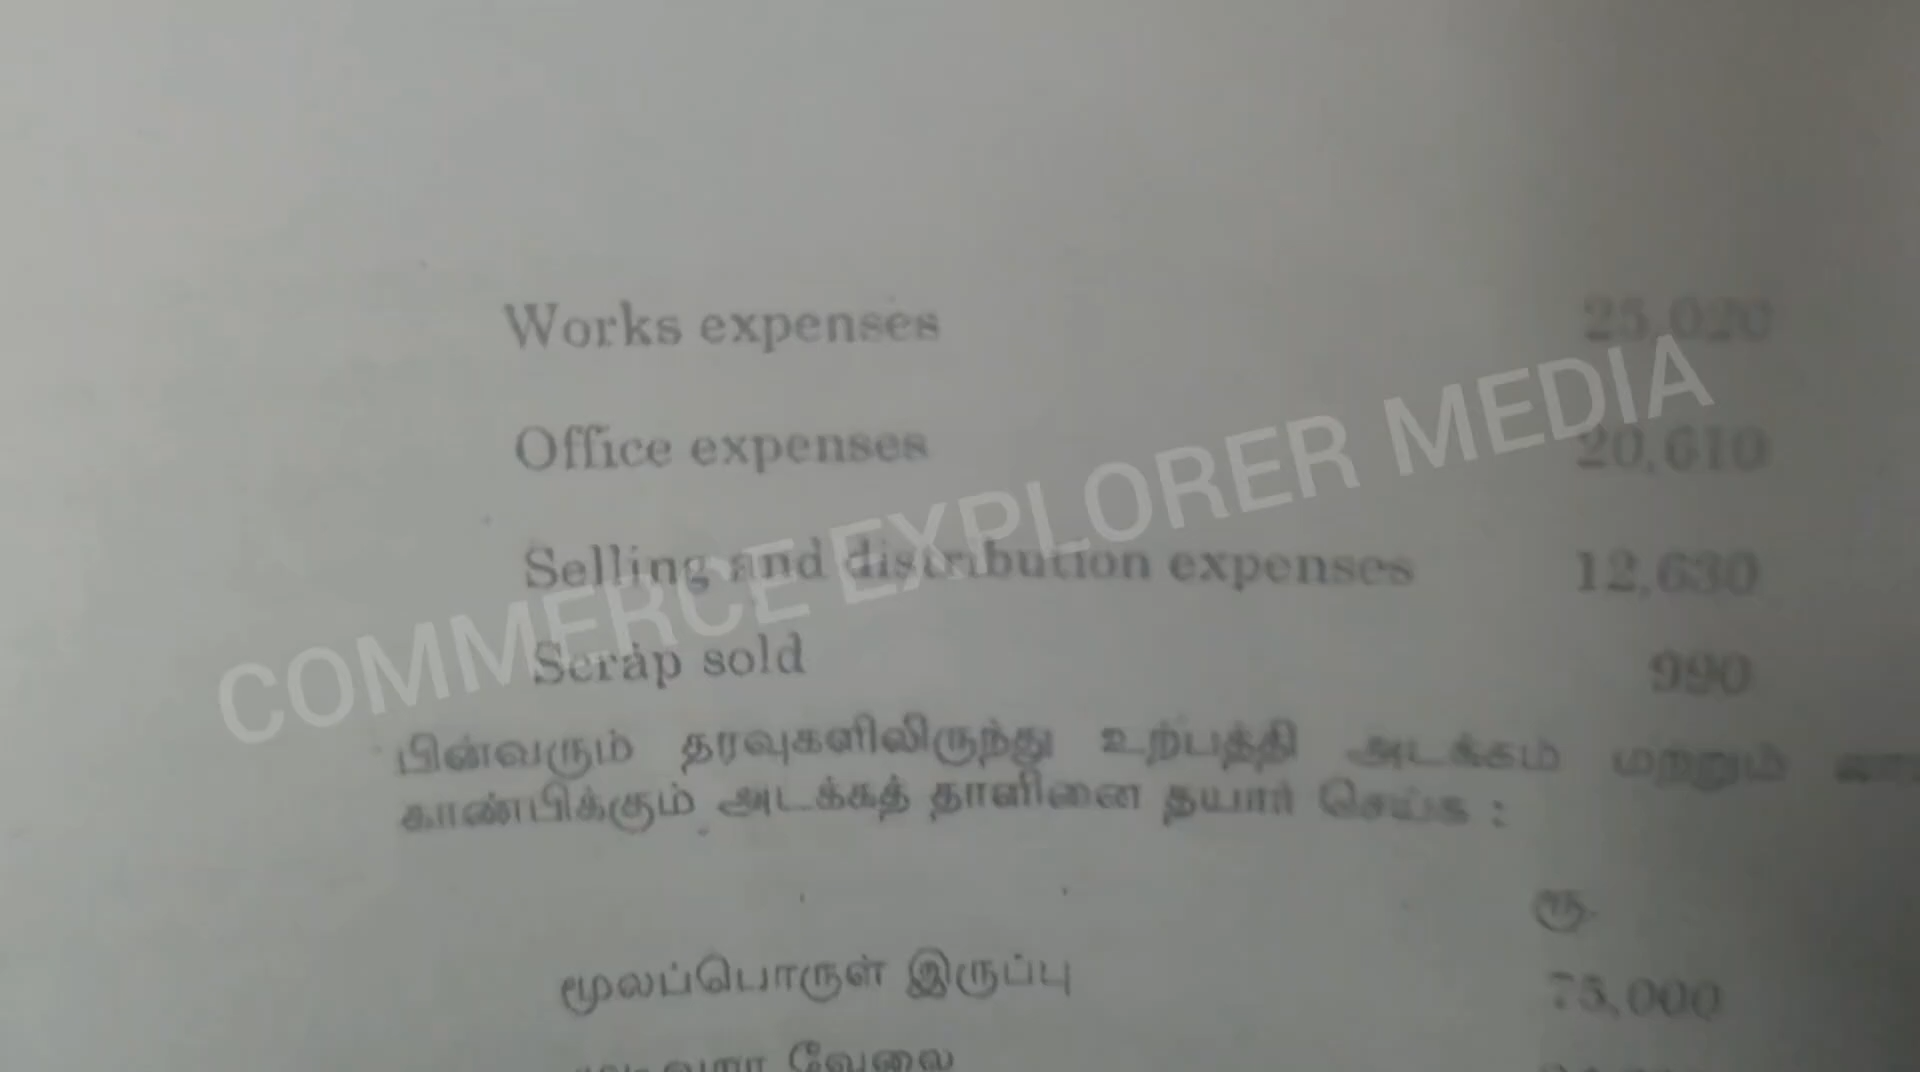 Works expenses 25,020
Office expenses 20,610
Selling and distribution expenses 12,630
Scrap sold 990
COMMERCE EXPLORER MEDIA
பின்வரும் தரவுகளிலிருந்து உற்பத்தி அடக்கம் மற்றும்
காண்பிக்கும் அடக்கத் தாளினை தயார் செய்க :
ரூ.
மூலப்பொருள் இருப்பு 75,000
வேலை